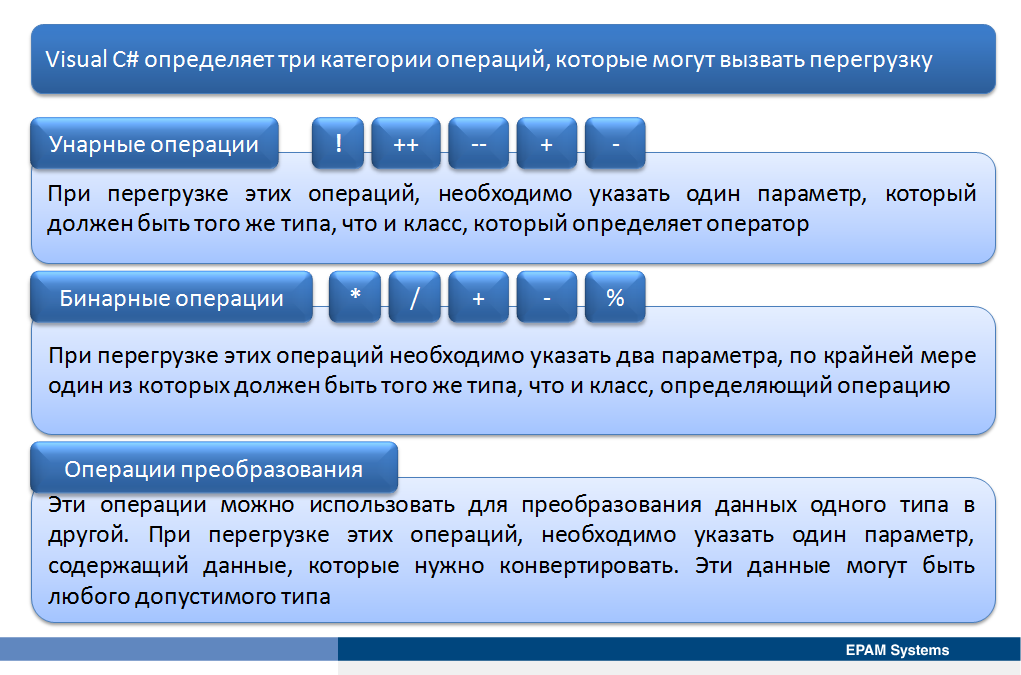 Visual C# определяет три категории операций, которые могут вызвать перегрузку
Унарные операции ! ++ -- + -
При перегрузке этих операций, необходимо указать один параметр, который
должен быть того же типа, что и класс, который определяет оператор
Бинарные операции * / + - %
При перегрузке этих операций необходимо указать два параметра, по крайней мере
один из которых должен быть того же типа, что и класс, определяющий операцию
Операции преобразования
Эти операции можно использовать для преобразования данных одного типа в
другой. При перегрузке этих операций, необходимо указать один параметр,
содержащий данные, которые нужно конвертировать. Эти данные могут быть
любого допустимого типа
EPAM Systems